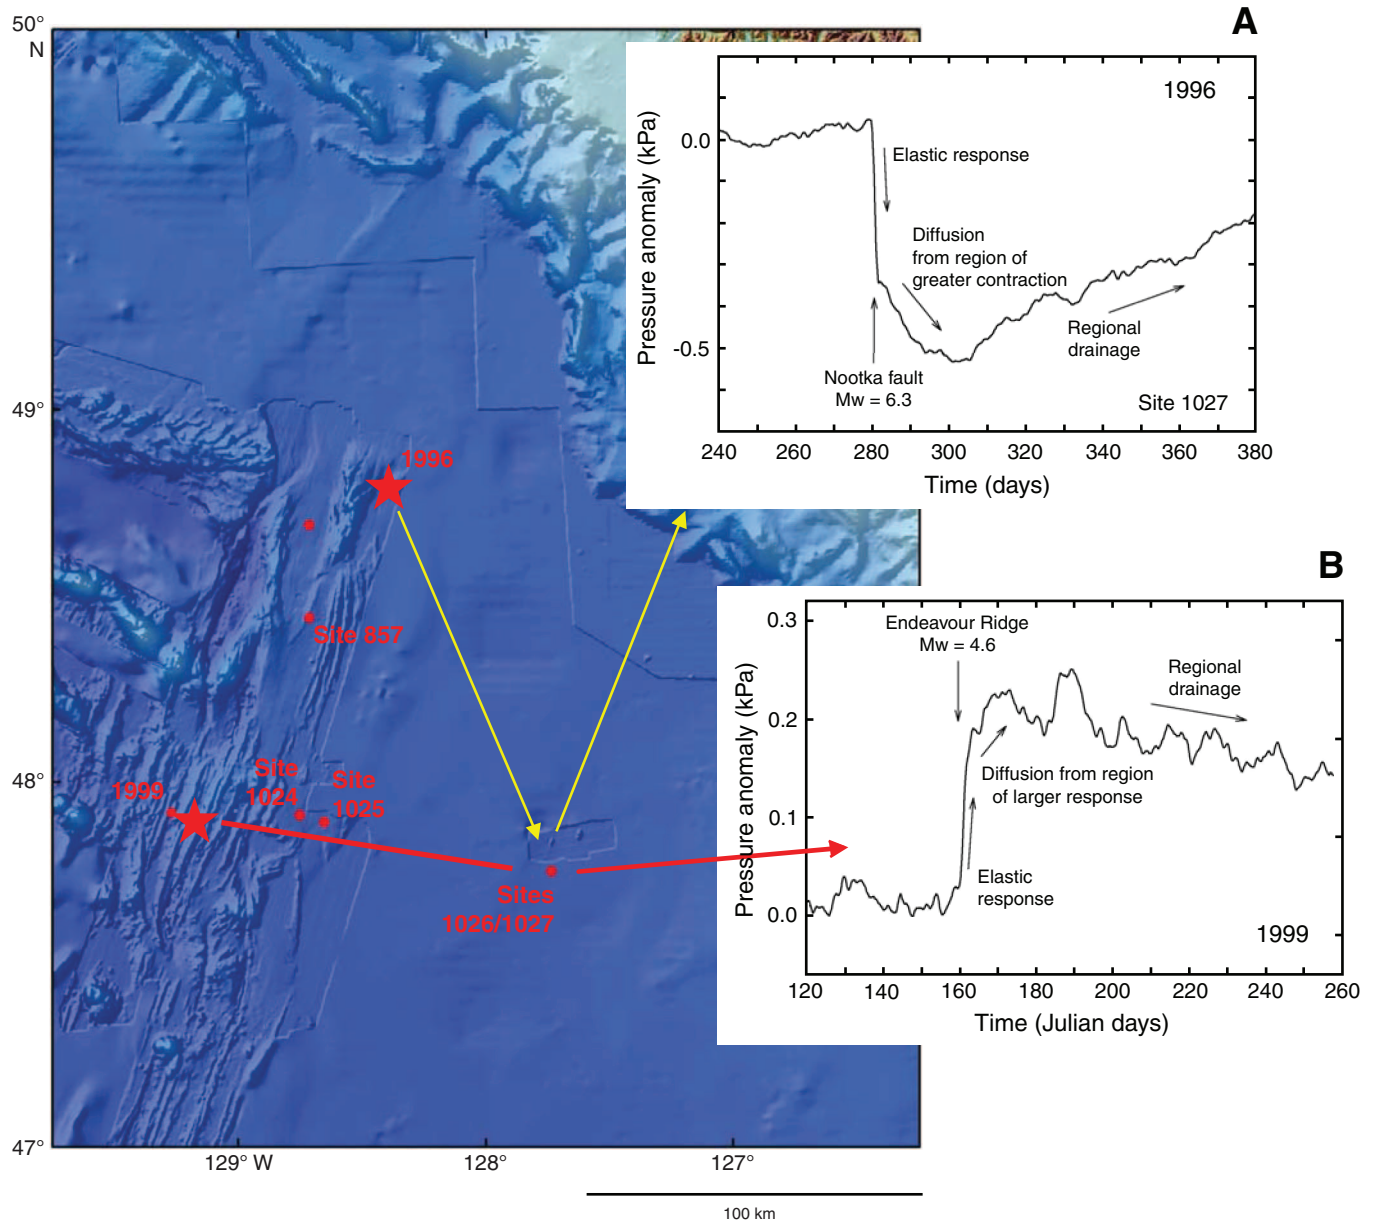 50°
N
49°
48°
47°
129° W
128°
127°
100 km
1996
Site 857
1999
Site
1024
Site
1025
Sites
1026/1027
A
1996
Pressure anomaly (kPa)
0.0
-0.5
Elastic response
Diffusion
from region of
greater contraction
Regional
drainage
Nootka fault
Mw = 6.3
Site 1027
240 260 280 300 320 340 360 380
Time (days)
B
Pressure anomaly (kPa)
0.3
0.2
0.1
0.0
Endeavour Ridge
Mw = 4.6
Regional
drainage
Diffusion from region
of larger response
Elastic
response
1999
120 140 160 180 200 220 240 260
Time (Julian days)